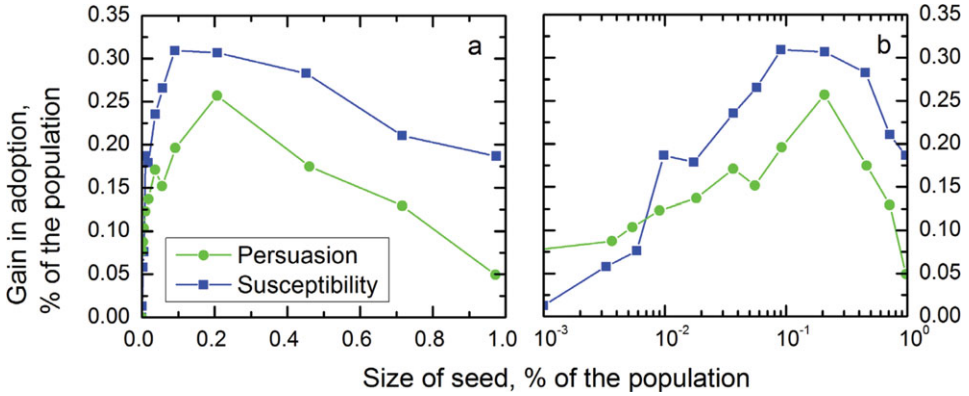 a
b
0.35
0.30
0.25
0.20
0.15
0.10
0.05
0.00
Gain in adoption,
% of the population
Persuasion
Susceptibility
0.0 0.2 0.4 0.6 0.8 1.0
0.35
0.30
0.25
0.20
0.15
0.10
0.05
0.00
10⁻³ 10⁻² 10⁻¹ 10⁰
Size of seed, % of the population